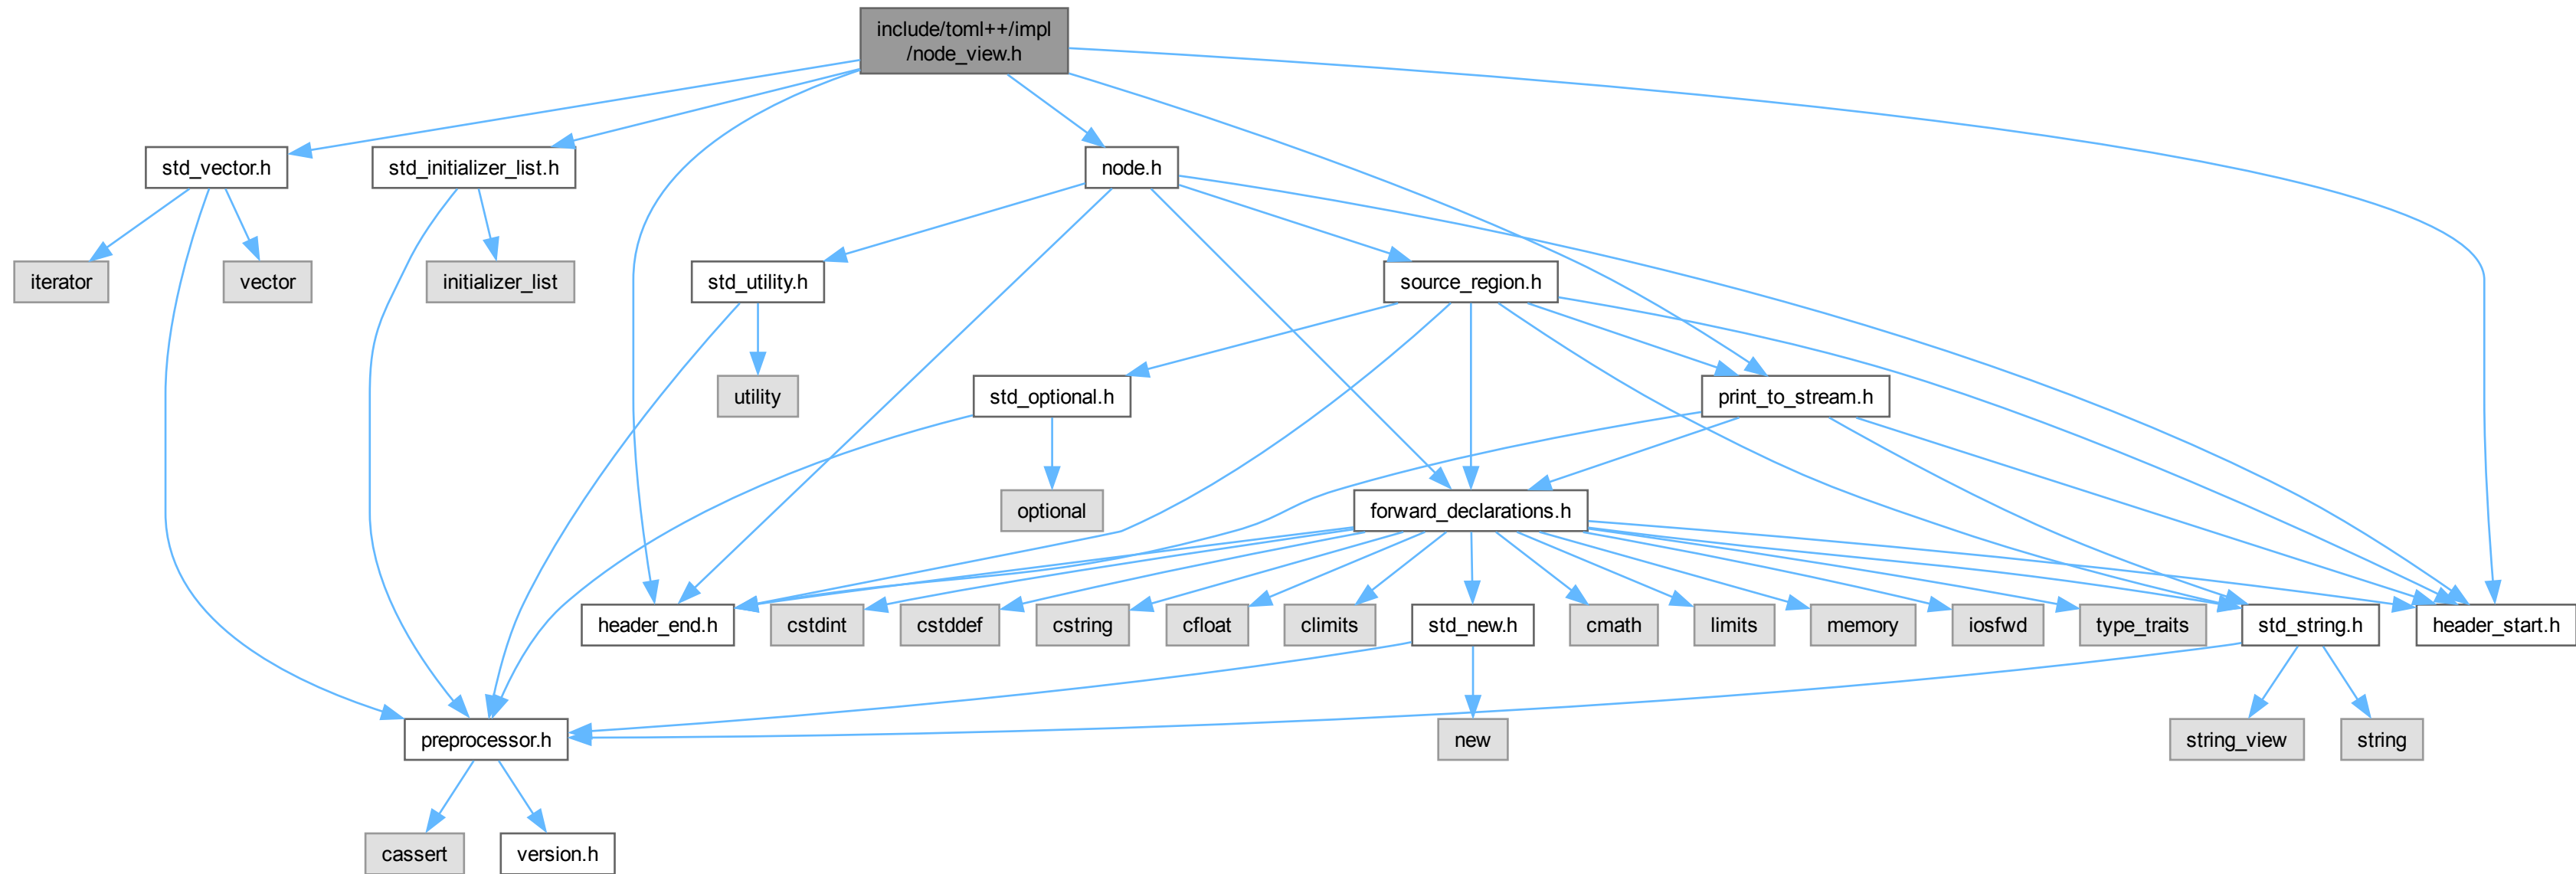 include/toml++/impl
/node_view.h
std_vector.h
std_initializer_list.h
node.h
iterator
vector
initializer_list
std_utility.h
source_region.h
utility
std_optional.h
print_to_stream.h
optional
forward_declarations.h
header_end.h
cstdint
cstddef
cstring
cfloat
climits
std_new.h
cmath
limits
memory
iosfwd
type_traits
std_string.h
header_start.h
preprocessor.h
new
string_view
string
cassert
version.h